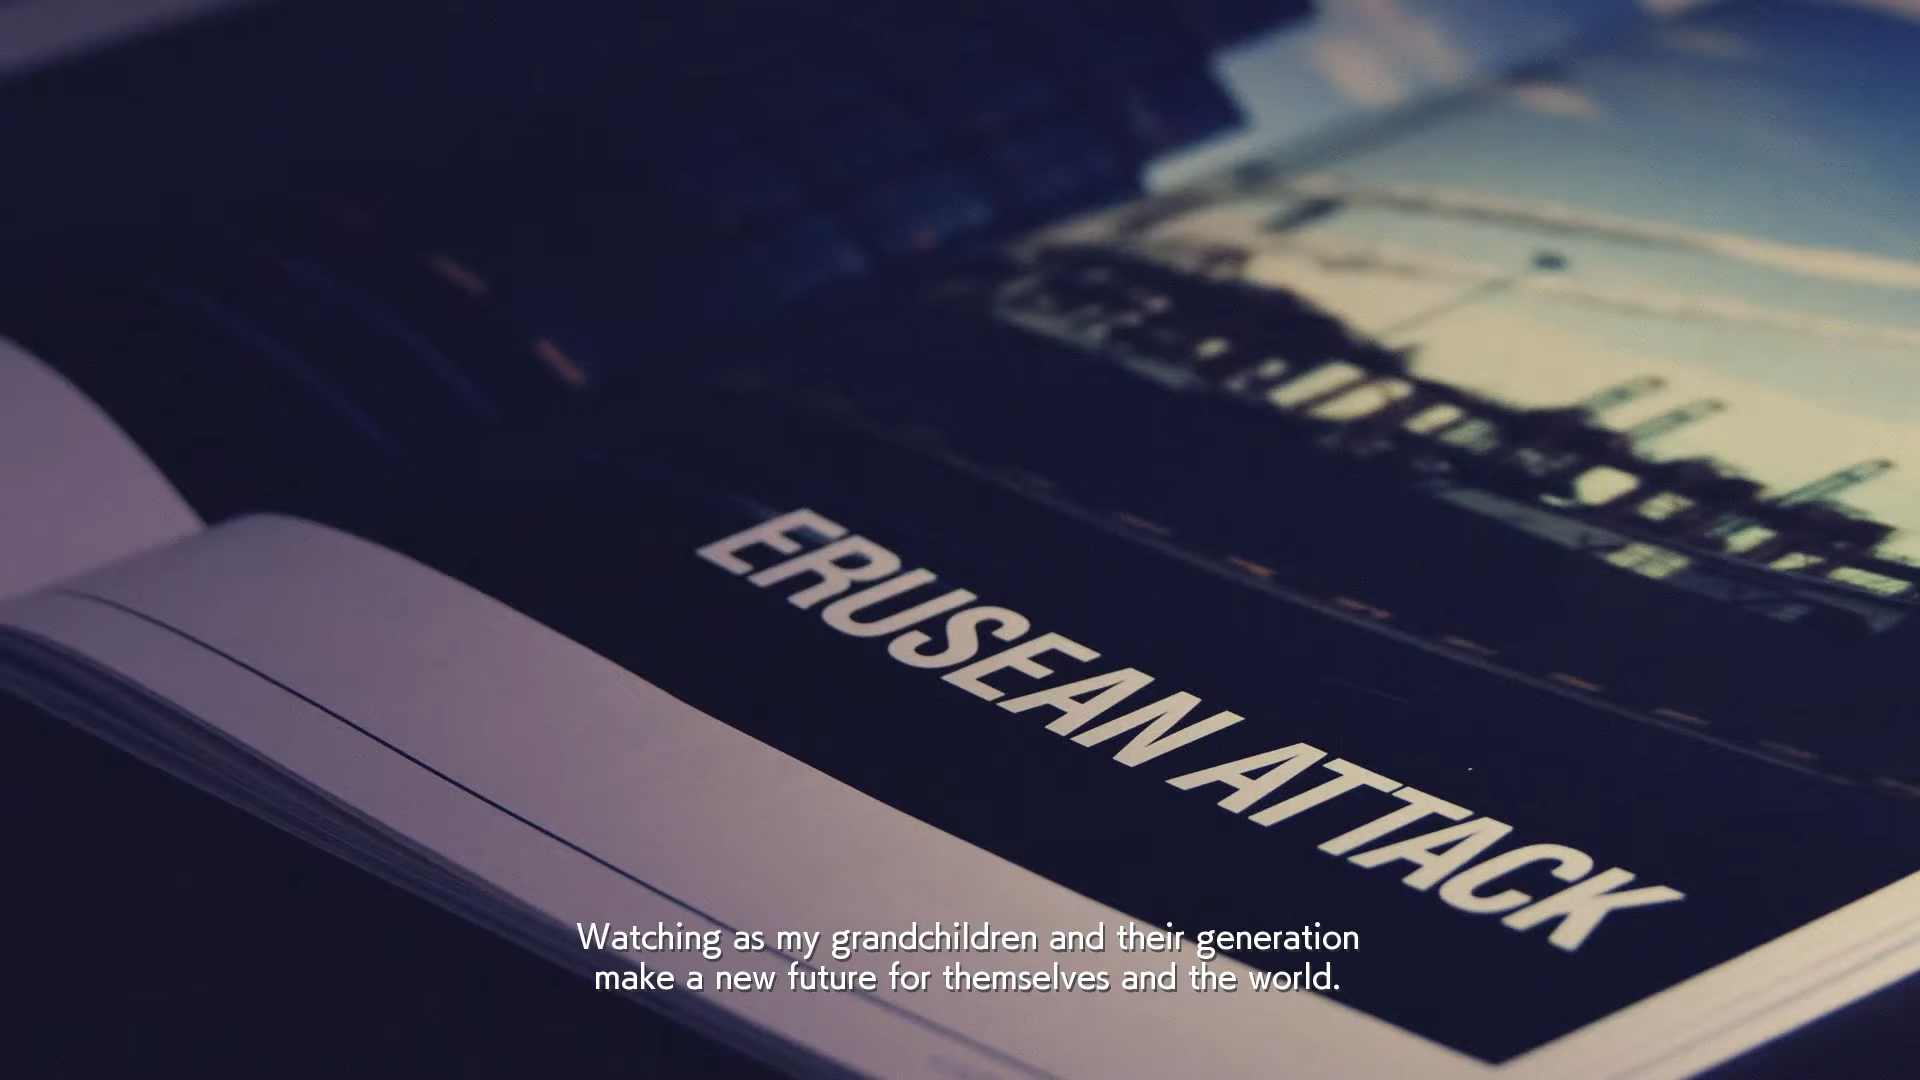 ERUSEAN ATTACK
Watching as my grandchildren and their generation
make a new future for themselves and the world.